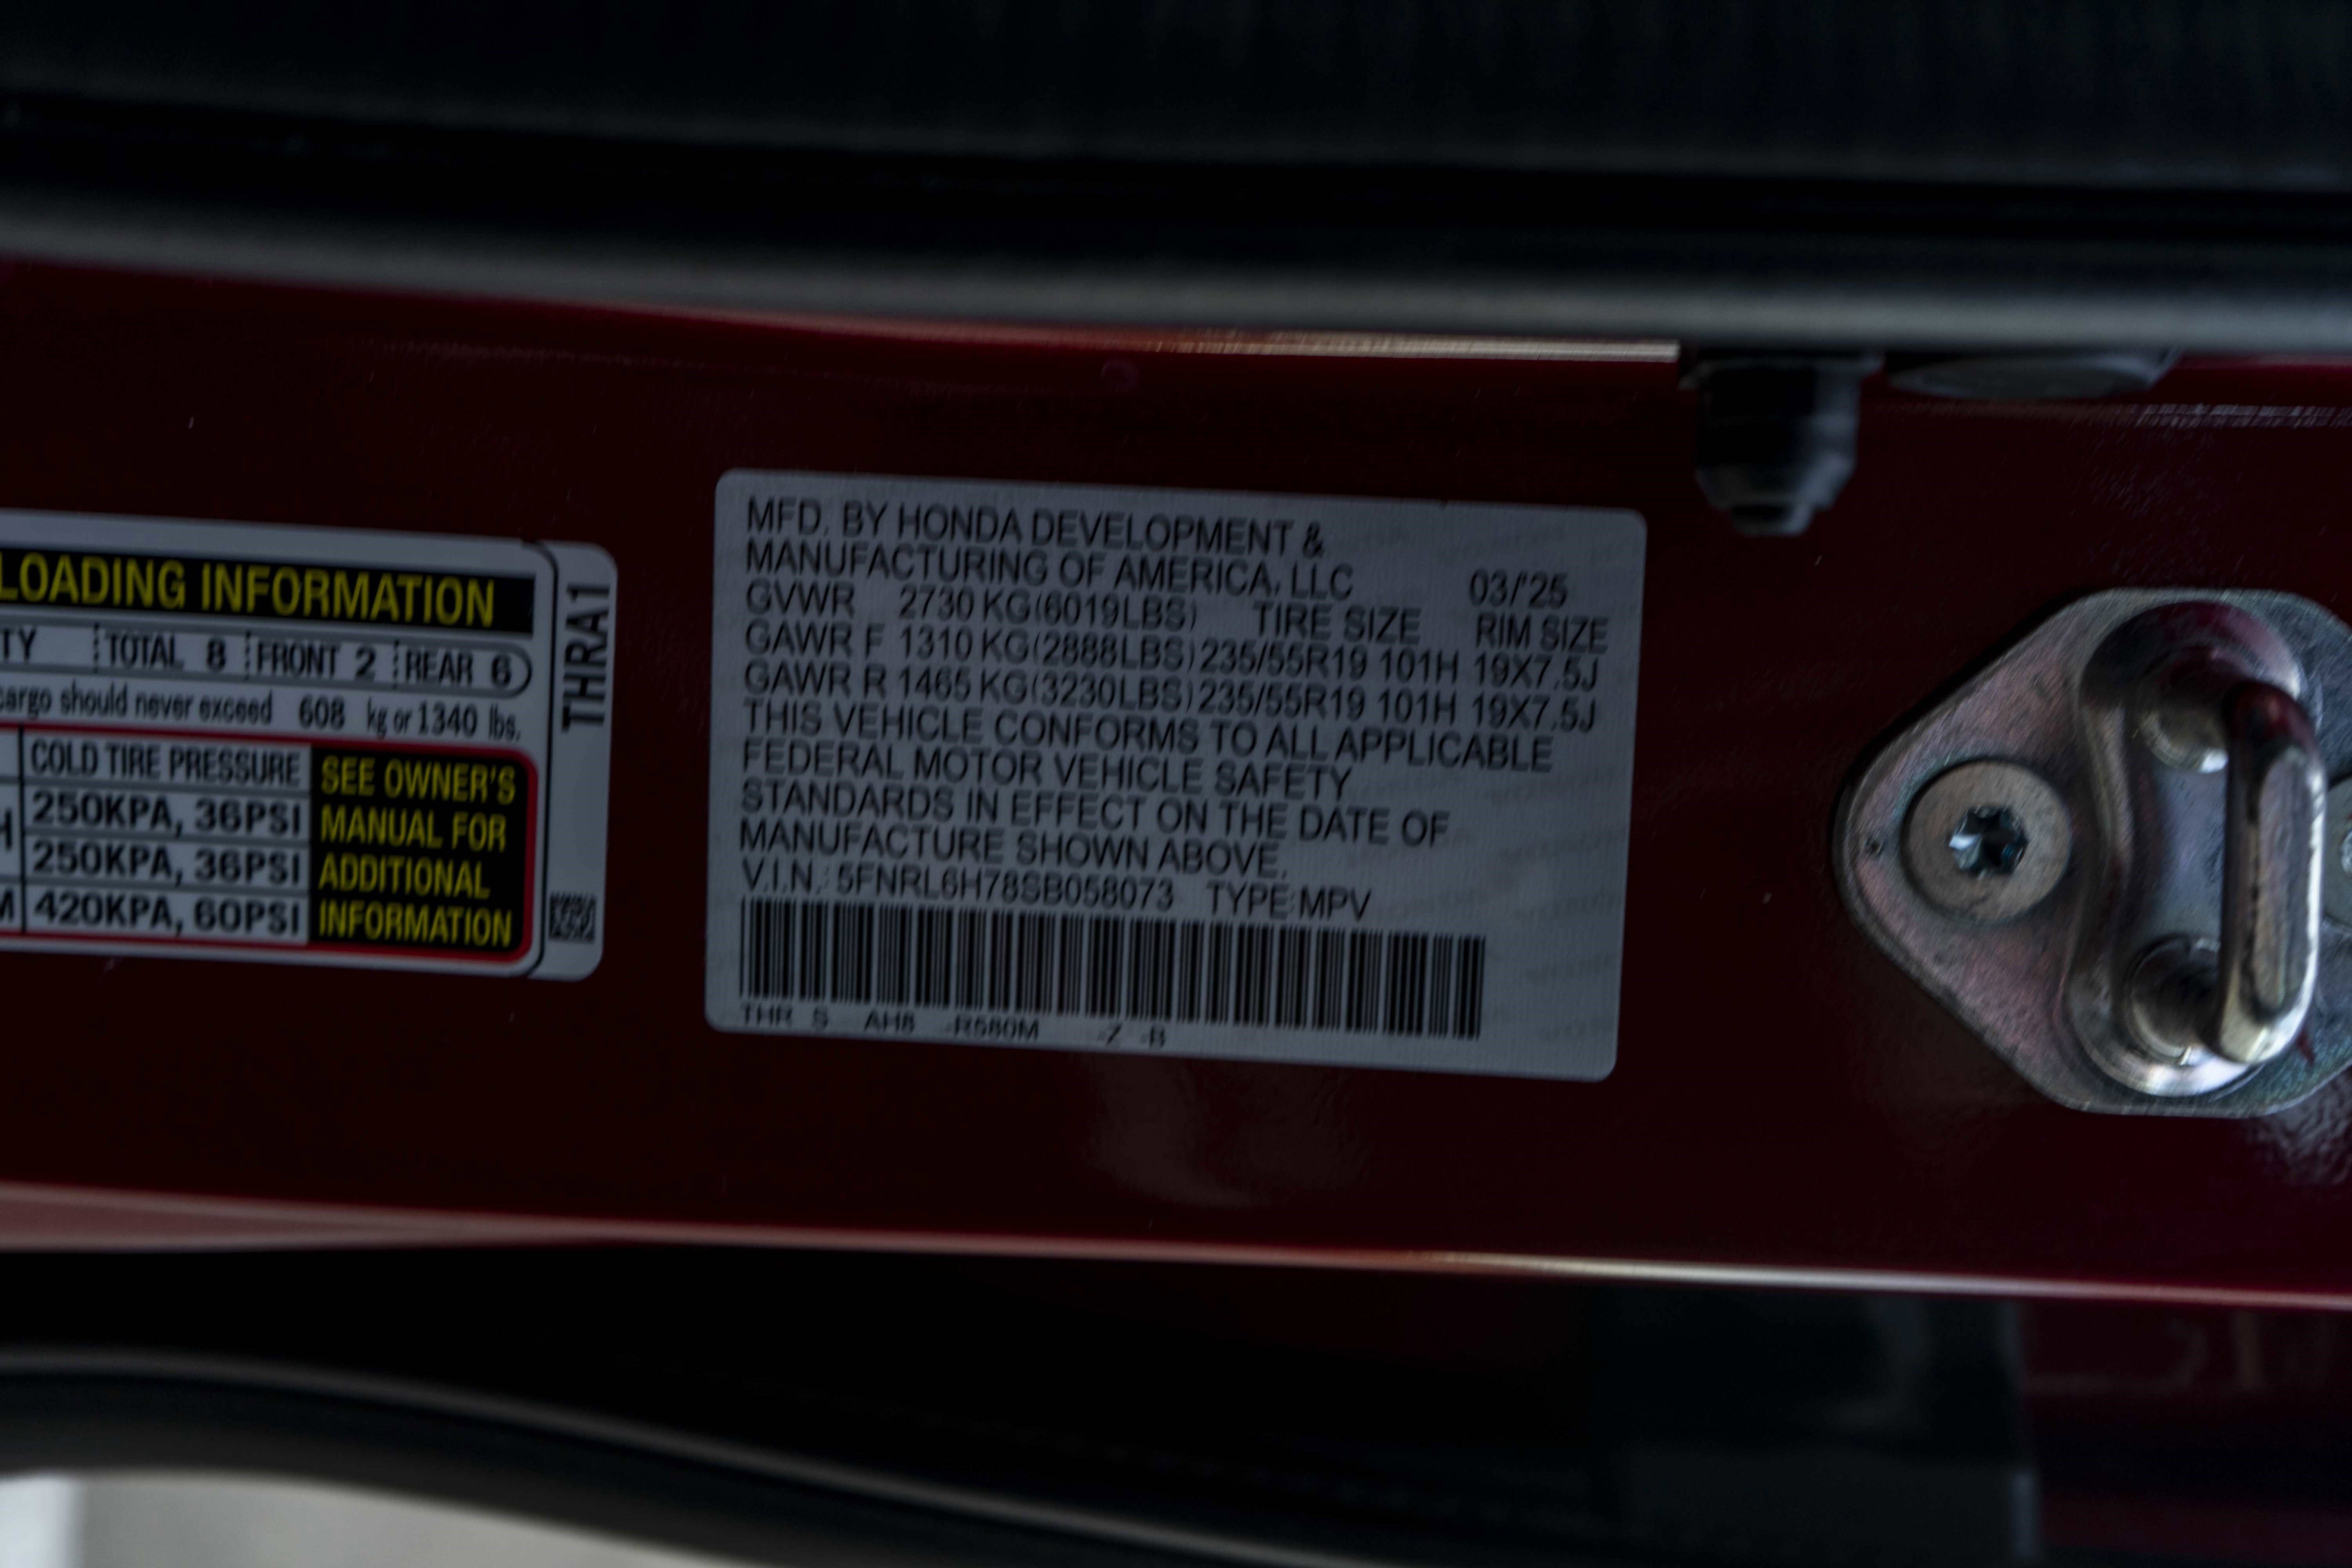 LOADING INFORMATION
TY TOTAL 8 FRONT 2 REAR 6
cargo should never exceed 608 kg or 1340 lbs.
COLD TIRE PRESSURE
H 250KPA, 36PSI
250KPA, 36PSI
M 420KPA, 60PSI
SEE OWNER'S
MANUAL FOR
ADDITIONAL
INFORMATION
THRA1
MFD. BY HONDA DEVELOPMENT &
MANUFACTURING OF AMERICA, LLC 03/'25
GVWR 2730 KG(6019LBS) TIRE SIZE RIM SIZE
GAWR F 1310 KG(2888LBS) 235/55R19 101H 19X7.5J
GAWR R 1465 KG(3230LBS) 235/55R19 101H 19X7.5J
THIS VEHICLE CONFORMS TO ALL APPLICABLE
FEDERAL MOTOR VEHICLE SAFETY
STANDARDS IN EFFECT ON THE DATE OF
MANUFACTURE SHOWN ABOVE.
V.I.N.: 5FNRL6H78SB058073 TYPE:MPV
THR S AH8 -R580M -Z -B